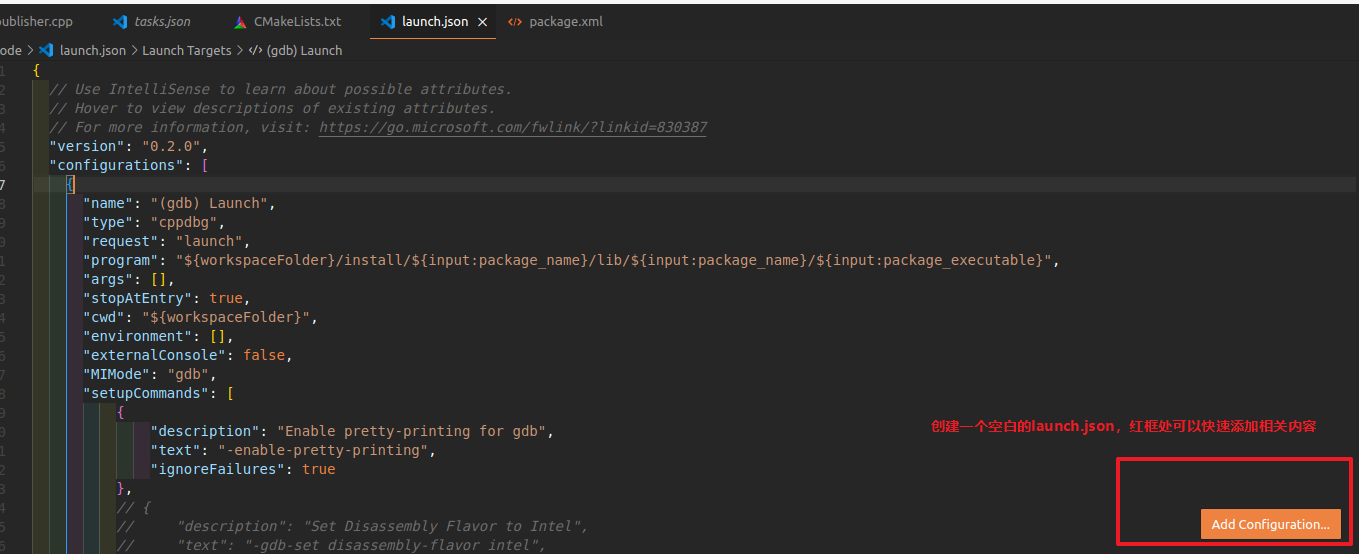 publisher.cpp tasks.json CMakeLists.txt launch.json package.xml
ode > launch.json > Launch Targets > (gdb) Launch
1 {
2 // Use IntelliSense to learn about possible attributes.
3 // Hover to view descriptions of existing attributes.
4 // For more information, visit: https://go.microsoft.com/fwlink/?linkid=830387
5 "version": "0.2.0",
6 "configurations": [
7 {
8 "name": "(gdb) Launch",
9 "type": "cppdbg",
0 "request": "launch",
1 "program": "${workspaceFolder}/install/${input:package_name}/lib/${input:package_name}/${input:package_executable}",
2 "args": [],
3 "stopAtEntry": true,
4 "cwd": "${workspaceFolder}",
5 "environment": [],
6 "externalConsole": false,
7 "MIMode": "gdb",
8 "setupCommands": [
9 {
0 "description": "Enable pretty-printing for gdb",
1 "text": "-enable-pretty-printing",
2 "ignoreFailures": true
3 },
4 // {
5 // "description": "Set Disassembly Flavor to Intel",
6 // "text": "-gdb-set disassembly-flavor intel",
创建一个空白的launch.json，红框处可以快速添加相关内容
Add Configuration...